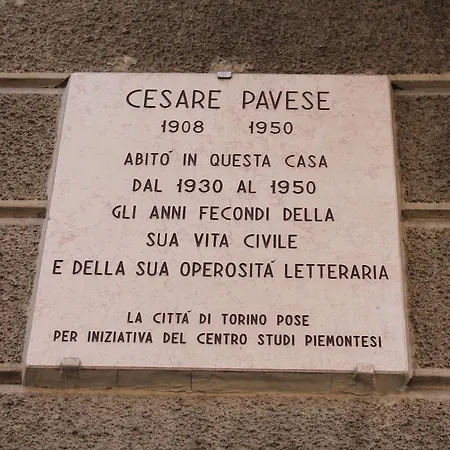 CESARE PAVESE
1908 1950
ABITÒ IN QUESTA CASA
DAL 1930 AL 1950
GLI ANNI FECONDI DELLA
SUA VITA CIVILE
E DELLA SUA OPEROSITÀ LETTERARIA
LA CITTÀ DI TORINO POSE
PER INIZIATIVA DEL CENTRO STUDI PIEMONTESI